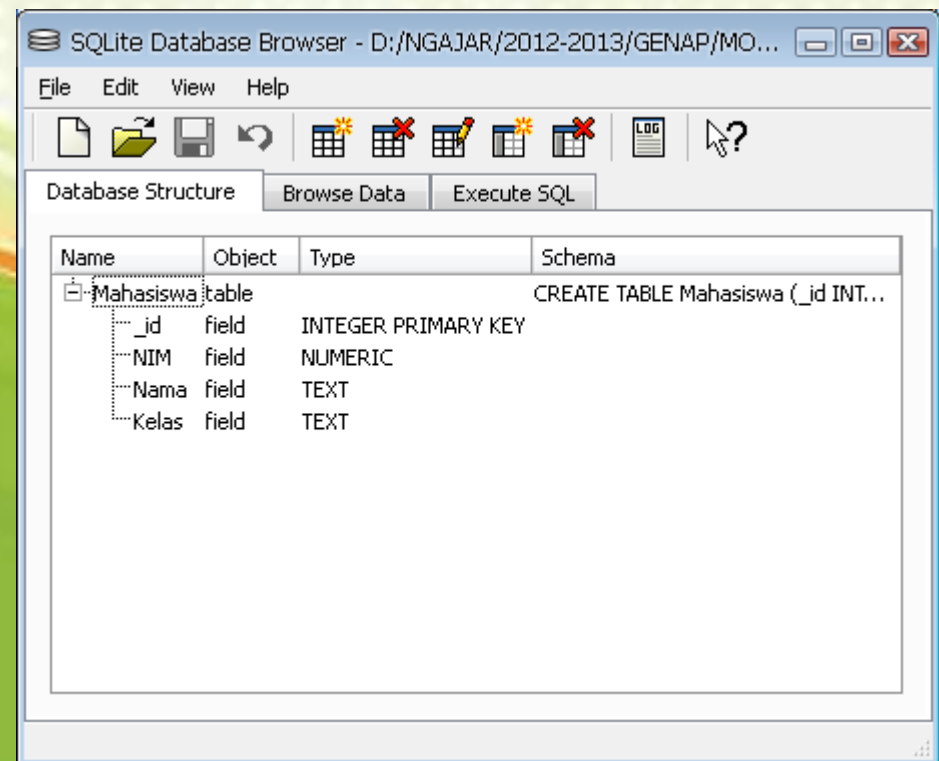 SQLite Database Browser - D:/NGAJAR/2012-2013/GENAP/MO...
File Edit View Help
LOG ?
Database Structure Browse Data Execute SQL
Name Object Type Schema
Mahasiswa table CREATE TABLE Mahasiswa (_id INT...
_id field INTEGER PRIMARY KEY
NIM field NUMERIC
Nama field TEXT
Kelas field TEXT